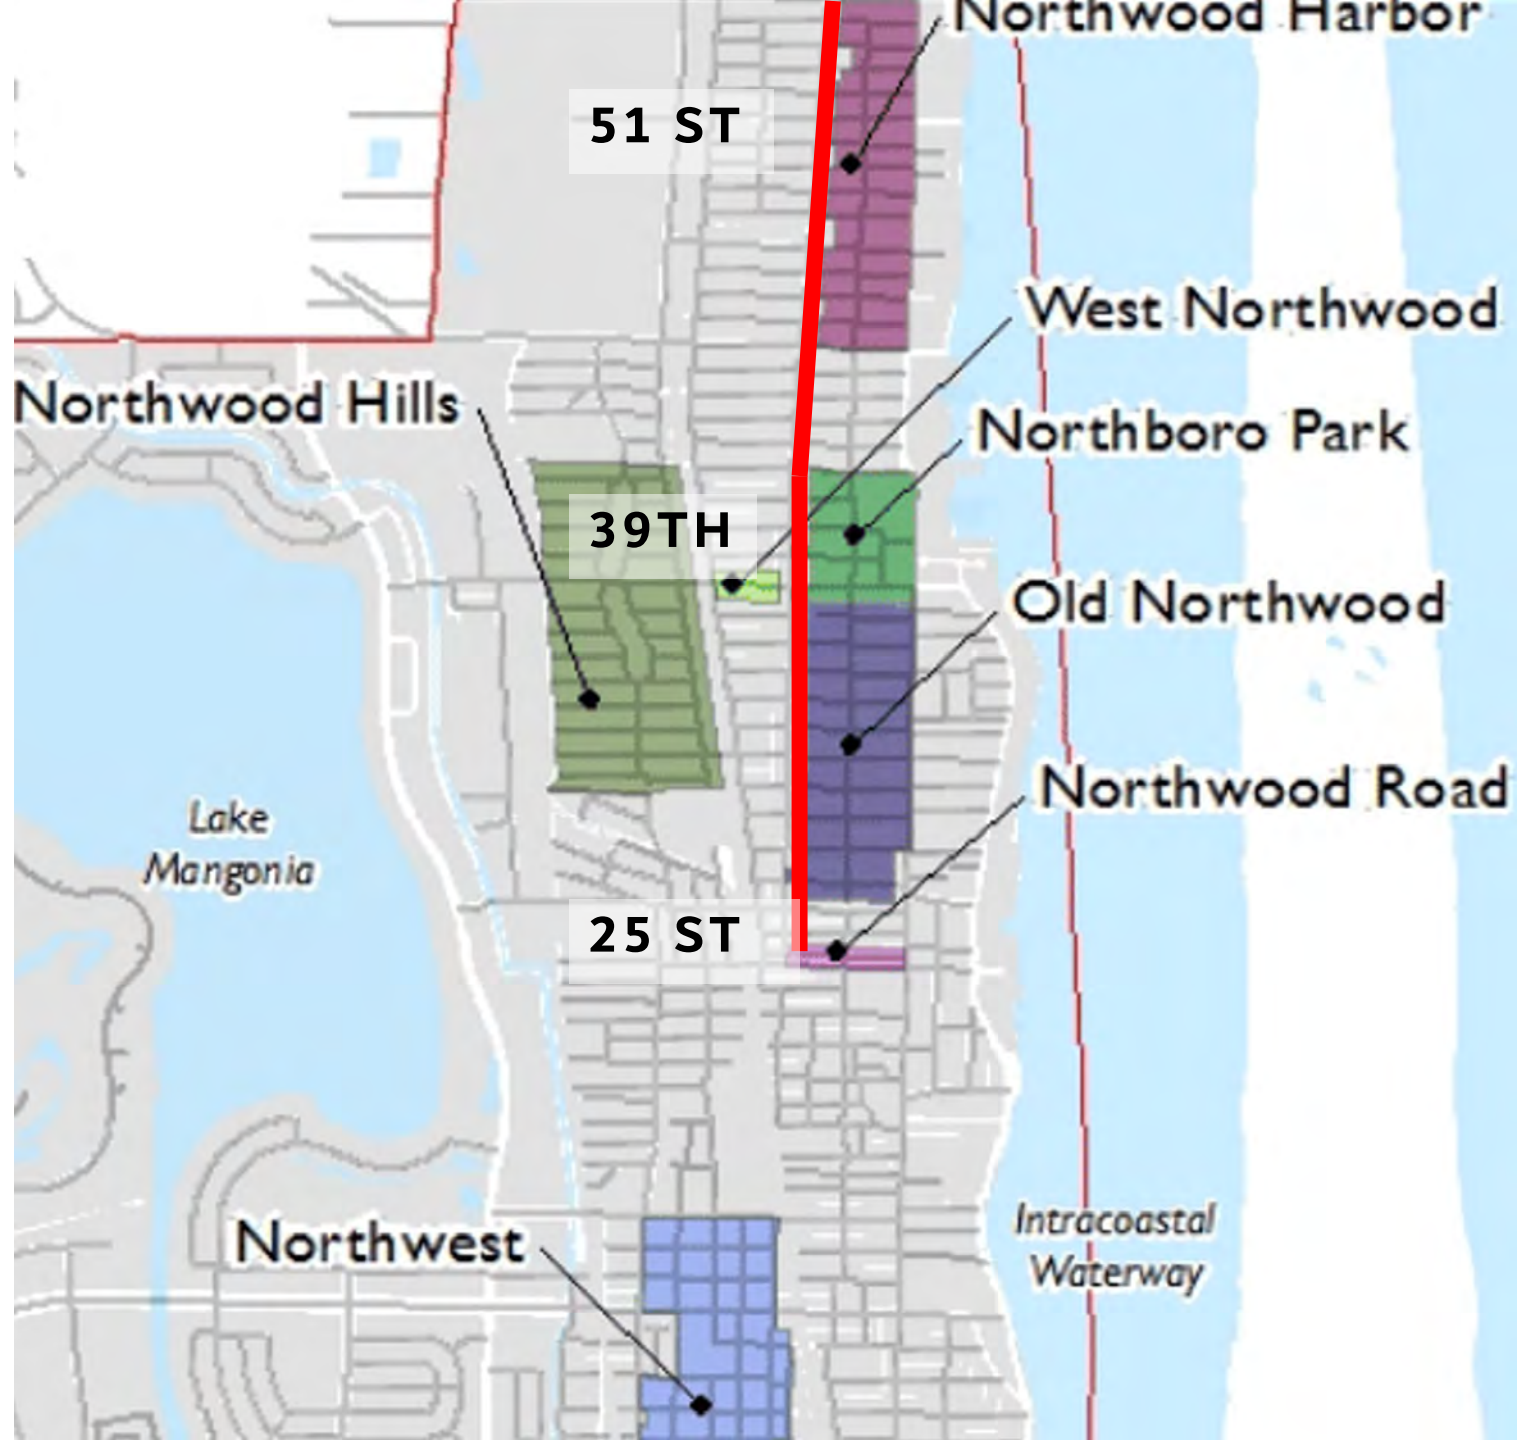 Northwood Harbor
51 ST
West Northwood
Northwood Hills
Northboro Park
39TH
Old Northwood
Northwood Road
Lake
Mangonia
25 ST
Intracoastal
Waterway
Northwest